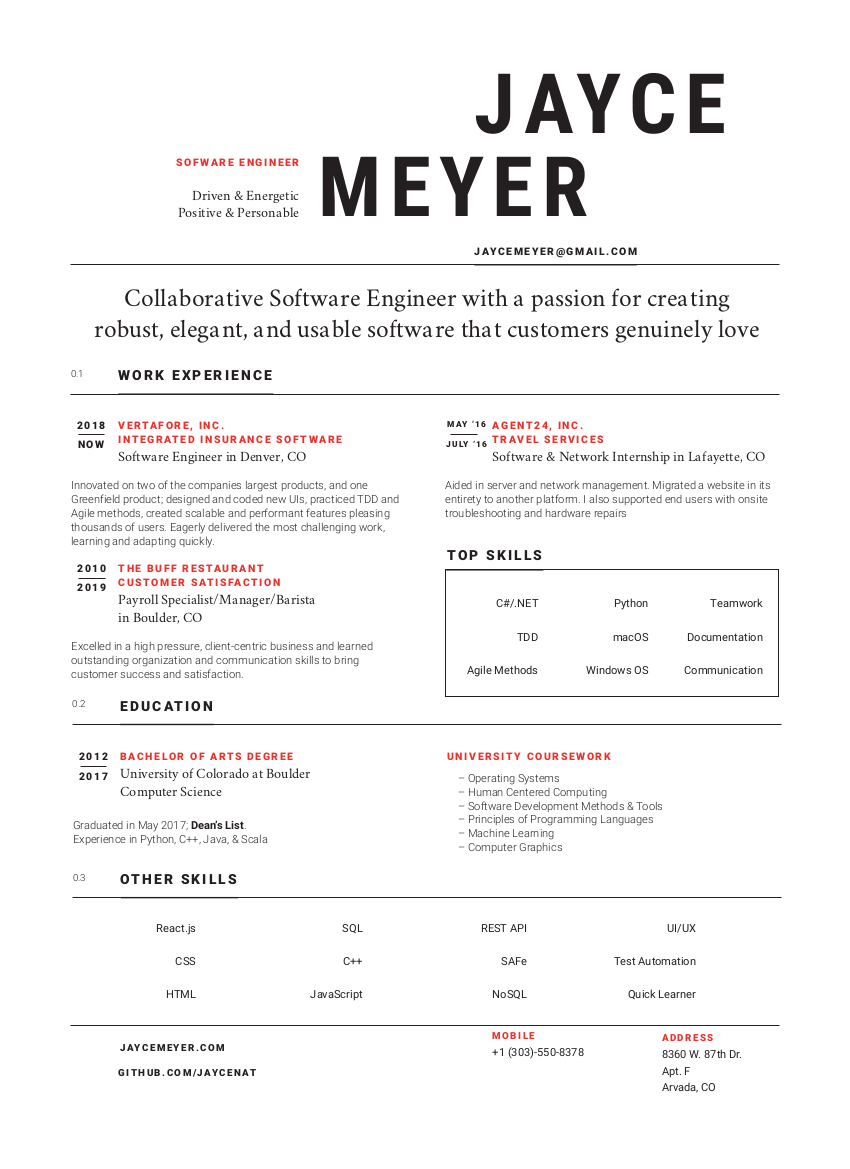 JAYCE
MEYER
SOFWARE ENGINEER
Driven & Energetic
Positive & Personable
JAYCEMEYER@GMAIL.COM
Collaborative Software Engineer with a passion for creating
robust, elegant, and usable software that customers genuinely love
0.1 WORK EXPERIENCE
2018
NOW
VERTAFORE, INC.
INTEGRATED INSURANCE SOFTWARE
Software Engineer in Denver, CO
Innovated on two of the companies largest products, and one
Greenfield product; designed and coded new UIs, practiced TDD and
Agile methods, created scalable and performant features pleasing
thousands of users. Eagerly delivered the most challenging work,
learning and adapting quickly.
2010
2019
THE BUFF RESTAURANT
CUSTOMER SATISFACTION
Payroll Specialist/Manager/Barista
in Boulder, CO
Excelled in a high pressure, client-centric business and learned
outstanding organization and communication skills to bring
customer success and satisfaction.
MAY '16
JULY '16
AGENT24, INC.
TRAVEL SERVICES
Software & Network Internship in Lafayette, CO
Aided in server and network management. Migrated a website in its
entirety to another platform. I also supported end users with onsite
troubleshooting and hardware repairs
TOP SKILLS
C#/.NET Python Teamwork
TDD macOS Documentation
Agile Methods Windows OS Communication
0.2 EDUCATION
2012
2017
BACHELOR OF ARTS DEGREE
University of Colorado at Boulder
Computer Science
Graduated in May 2017; Dean's List.
Experience in Python, C++, Java, & Scala
UNIVERSITY COURSEWORK
– Operating Systems
– Human Centered Computing
– Software Development Methods & Tools
– Principles of Programming Languages
– Machine Learning
– Computer Graphics
0.3 OTHER SKILLS
React.js SQL REST API UI/UX
CSS C++ SAFe Test Automation
HTML JavaScript NoSQL Quick Learner
JAYCEMEYER.COM
GITHUB.COM/JAYCENAT
MOBILE
+1 (303)-550-8378
ADDRESS
8360 W. 87th Dr.
Apt. F
Arvada, CO